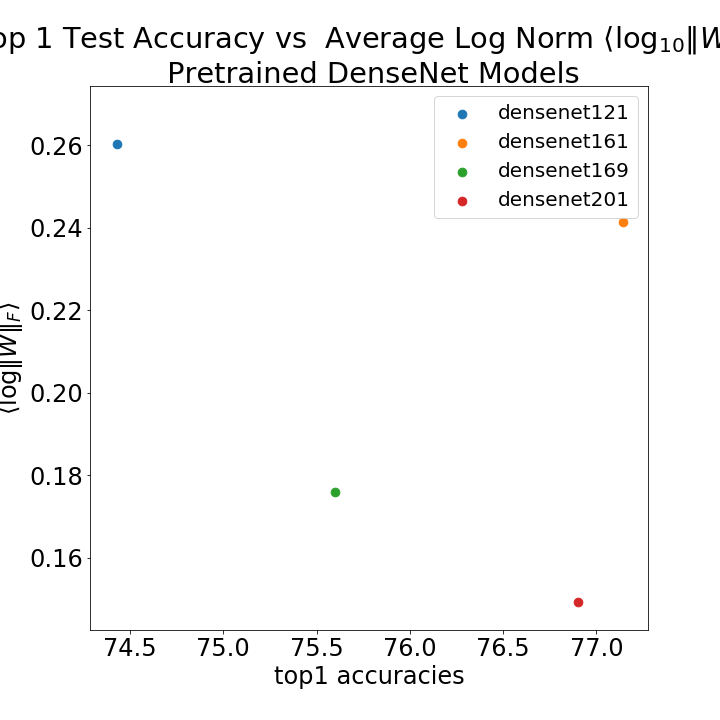 op 1 Test Accuracy vs Average Log Norm ⟨log₁₀‖W
Pretrained DenseNet Models
densenet121
densenet161
densenet169
densenet201
0.26
0.24
0.22
0.20
0.18
0.16
⟨log‖W‖_F⟩
74.5 75.0 75.5 76.0 76.5 77.0
top1 accuracies